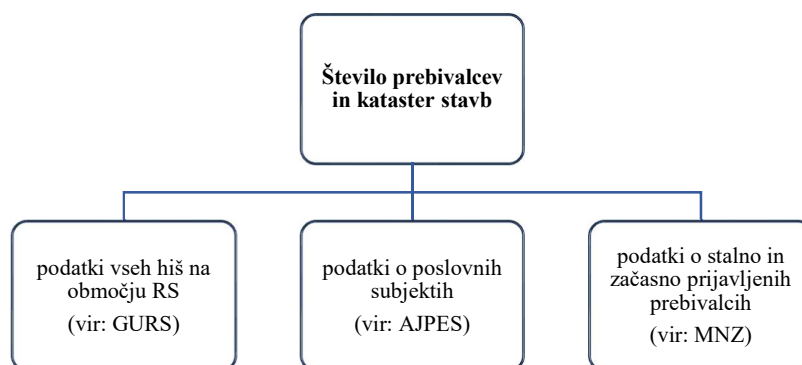 Število prebivalcev
in kataster stavb
podatki vseh hiš na
območju RS
(vir: GURS)
podatki o poslovnih
subjektih
(vir: AJPES)
podatki o stalno in
začasno prijavljenih
prebivalcih
(vir: MNZ)